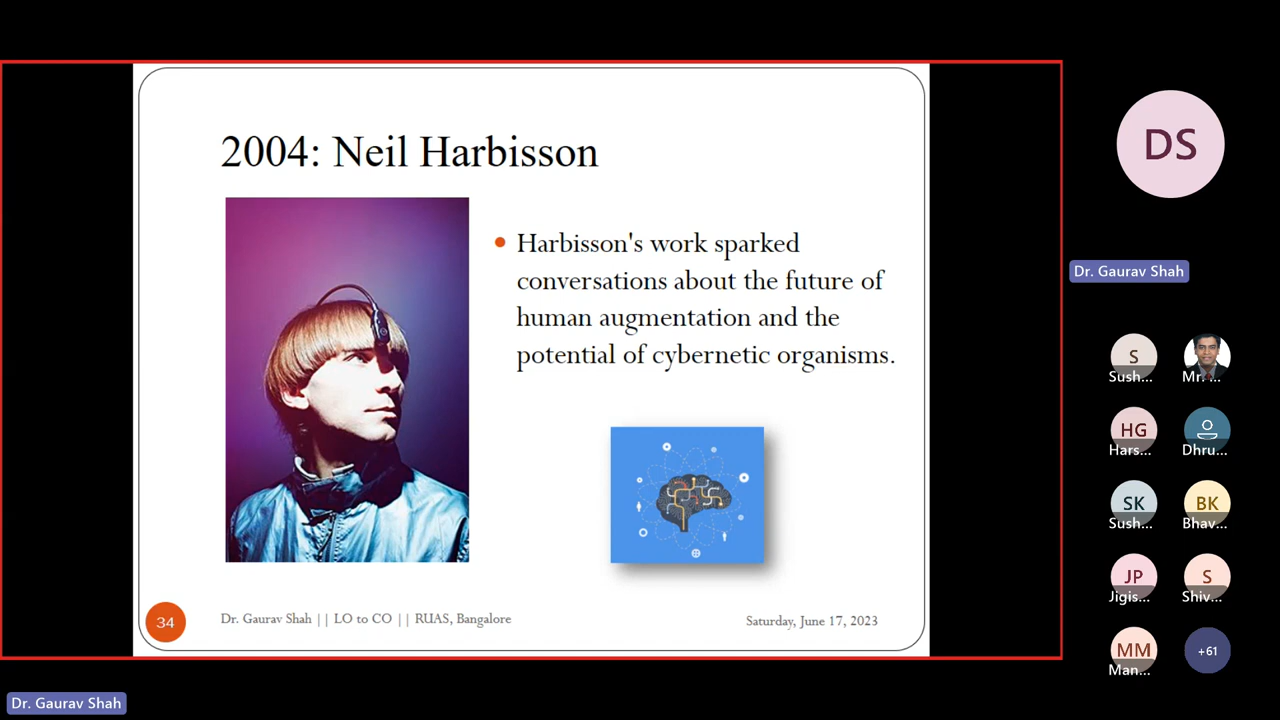 2004: Neil Harbisson
Harbisson's work sparked
conversations about the future of
human augmentation and the
potential of cybernetic organisms.
34
Dr. Gaurav Shah || LO to CO || RUAS, Bangalore
Saturday, June 17, 2023
DS
Dr. Gaurav Shah
S
Sush...
Mr. ...
HG
Hars...
Dhru...
SK
Sush...
BK
Bhav...
JP
Jigis...
S
Shiv...
MM
Man...
+61
Dr. Gaurav Shah